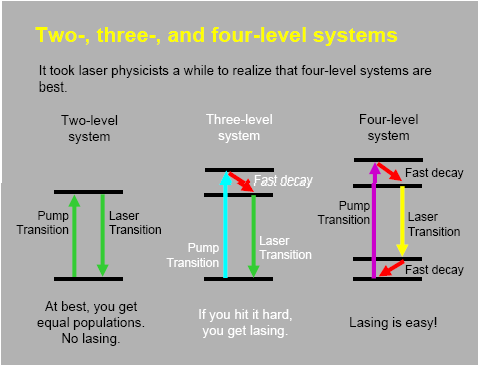 Two-, three-, and four-level systems
It took laser physicists a while to realize that four-level systems are
best.
Two-level
system
Pump
Transition
Laser
Transition
At best, you get
equal populations.
No lasing.
Three-level
system
Fast decay
Pump
Transition
Laser
Transition
If you hit it hard,
you get lasing.
Four-level
system
Fast decay
Pump
Transition
Laser
Transition
Fast decay
Lasing is easy!